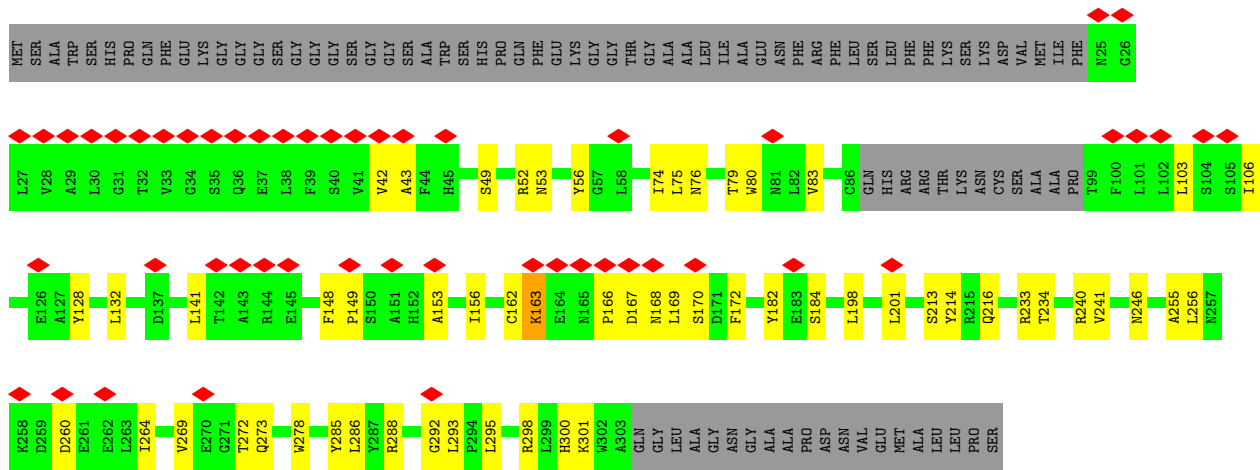 MET SER ALA TRP SER HIS PRO GLN PHE GLU LYS GLY GLY GLY SER GLY GLY GLY SER GLY GLY SER ALA TRP SER HIS PRO GLN PHE GLU LYS GLY GLY THR GLY ALA ALA LEU ILE ALA GLU ASN PHE ARG PHE LEU SER LEU PHE PHE LYS SER LYS ASP VAL MET ILE PHE N25 G26
L27 V28 A29 L30 G31 T32 V33 G34 S35 Q36 E37 L38 F39 S40 V41 V42 A43 F44 H45 S49 R52 N53 Y56 G57 L58 I74 L75 N76 T79 W80 N81 L82 V83 C86 GLN HIS ARG ARG THR LYS ASN CYS SER ALA ALA PRO T99 F100 L101 L102 L103 S104 S105 I106
E126 A127 Y128 L132 D137 L141 T142 A143 R144 E145 F148 P149 S150 A151 H152 A153 I156 C162 K163 E164 N165 P166 D167 N168 L169 S170 D171 F172 Y182 E183 S184 L198 L201 S213 Y214 R215 Q216 R233 T234 R240 V241 N246 A255 L256 N257
K258 D259 D260 E261 E262 L263 I264 V269 E270 G271 T272 Q273 W278 Y285 L286 Y287 R288 G292 L293 P294 L295 R298 L299 H300 K301 W302 A303 GLN GLY LEU ALA GLY ASN GLY ALA ALA PRO ASP ASN VAL GLU MET ALA LEU LEU PRO SER